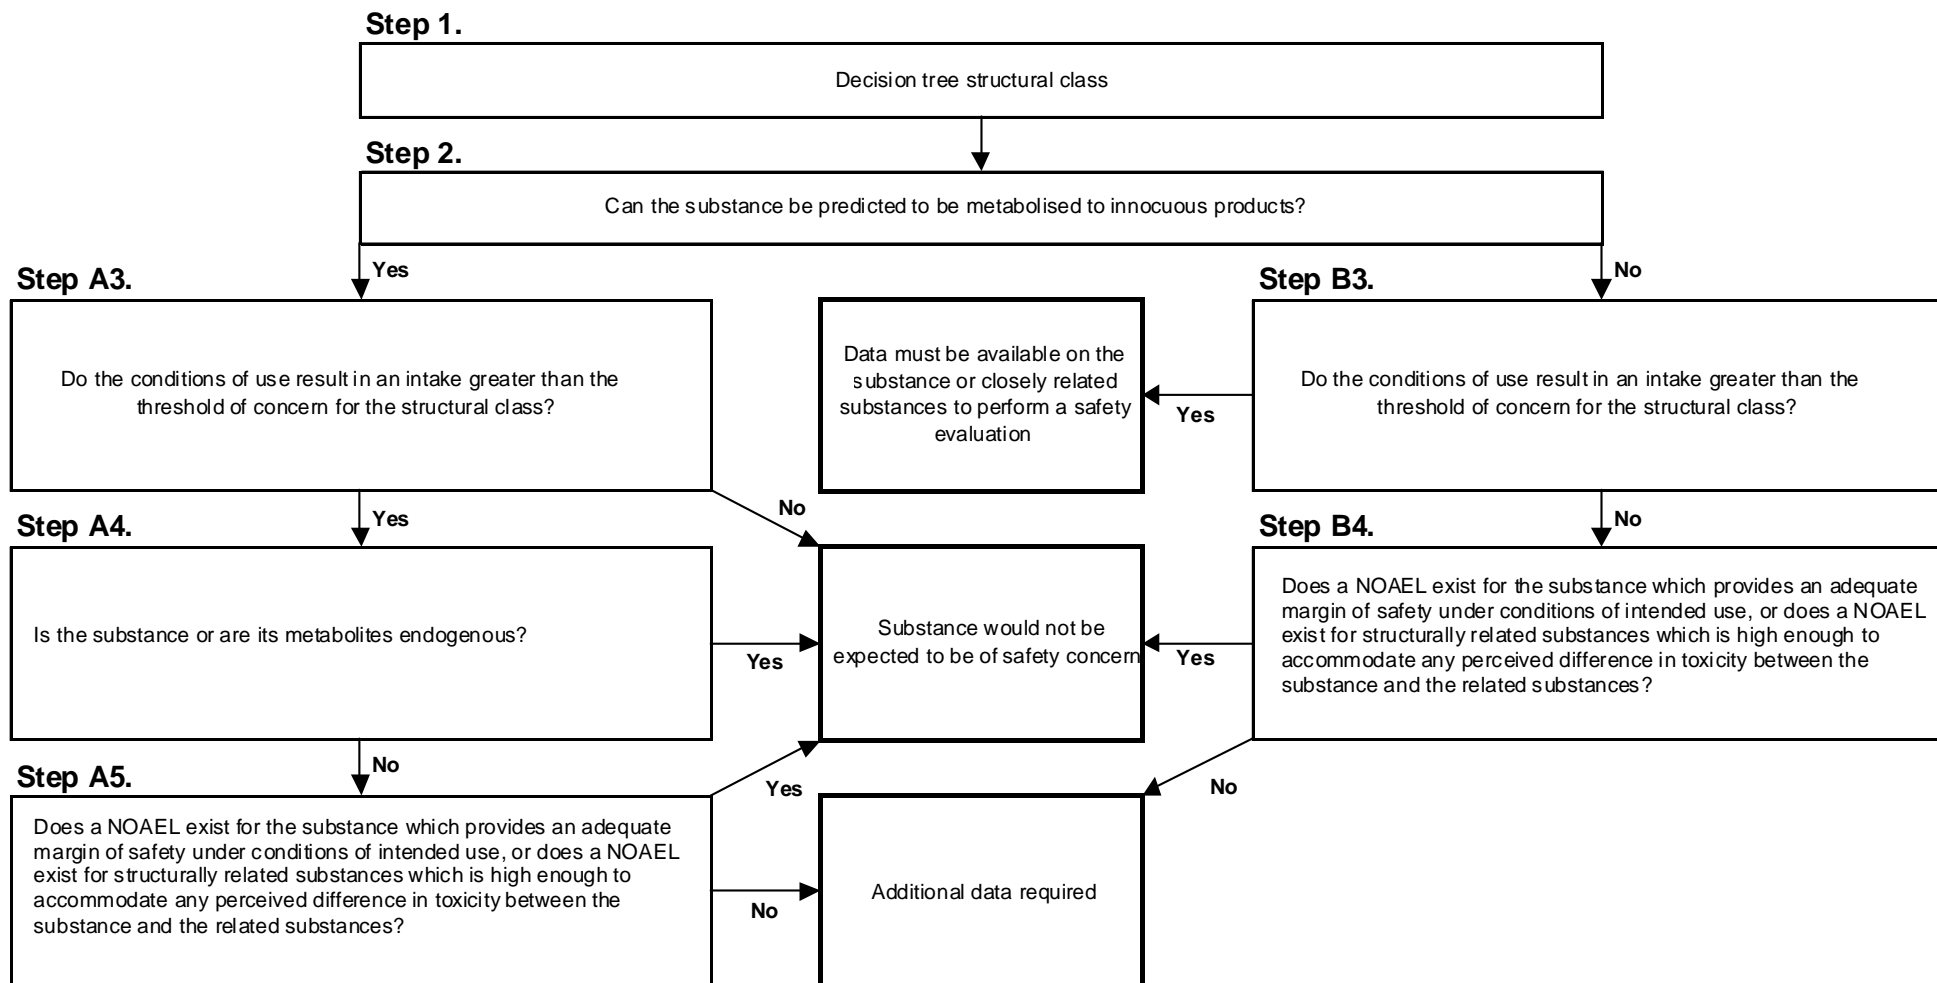 Step 1.
Decision tree structural class
Step 2.
Can the substance be predicted to be metabolised to innocuous products?
Yes
No
Step A3.
Do the conditions of use result in an intake greater than the
threshold of concern for the structural class?
Data must be available on the
substance or closely related
substances to perform a safety
evaluation
Yes
Step B3.
Do the conditions of use result in an intake greater than the
threshold of concern for the structural class?
Yes
No
No
Step A4.
Is the substance or are its metabolites endogenous?
Yes
Substance would not be
expected to be of safety concern
Yes
Step B4.
Does a NOAEL exist for the substance which provides an adequate
margin of safety under conditions of intended use, or does a NOAEL
exist for structurally related substances which is high enough to
accommodate any perceived difference in toxicity between the
substance and the related substances?
No
Yes
No
Step A5.
Does a NOAEL exist for the substance which provides an adequate
margin of safety under conditions of intended use, or does a NOAEL
exist for structurally related substances which is high enough to
accommodate any perceived difference in toxicity between the
substance and the related substances?
No
Additional data required